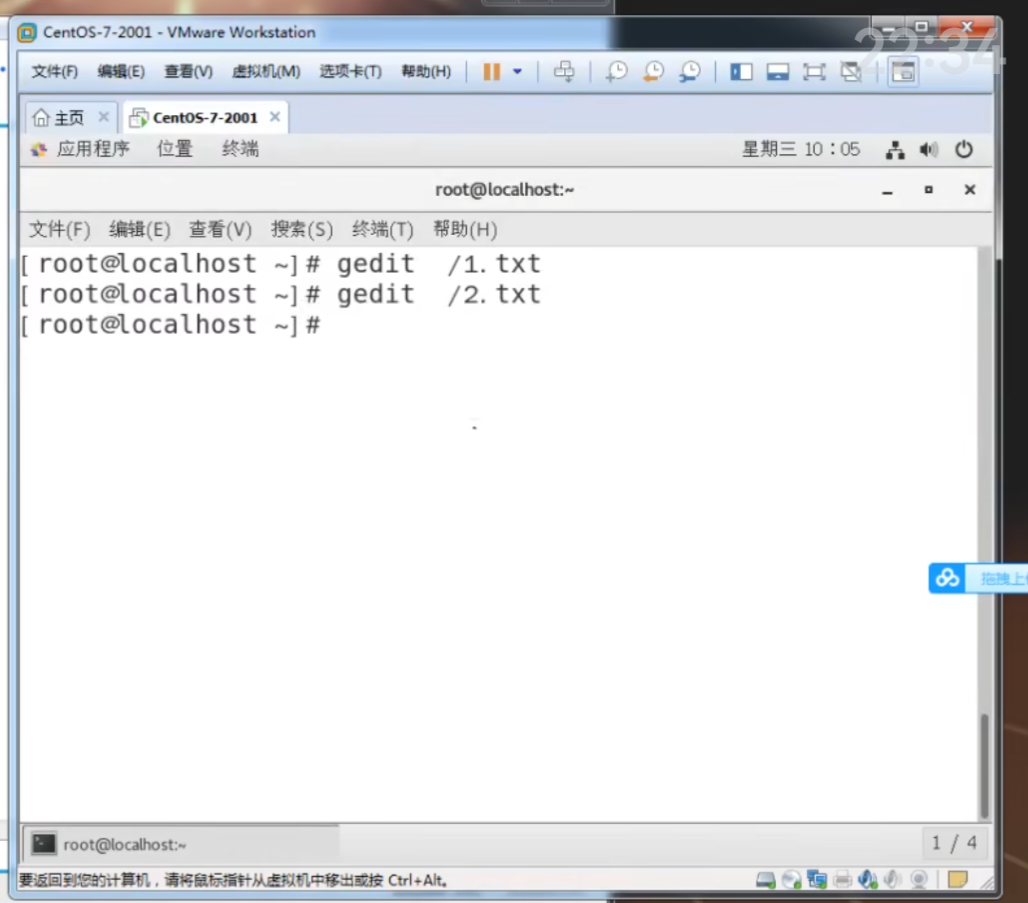 CentOS-7-2001 - VMware Workstation
22:34
文件(F) 编辑(E) 查看(V) 虚拟机(M) 选项卡(T) 帮助(H)
主页 CentOS-7-2001
应用程序 位置 终端 星期三 10：05
root@localhost:~
文件(F) 编辑(E) 查看(V) 搜索(S) 终端(T) 帮助(H)
[root@localhost ~]# gedit  /1.txt
[root@localhost ~]# gedit  /2.txt
[root@localhost ~]#
拖拽上
root@localhost:~ 1 / 4
要返回到您的计算机，请将鼠标指针从虚拟机中移出或按 Ctrl+Alt。